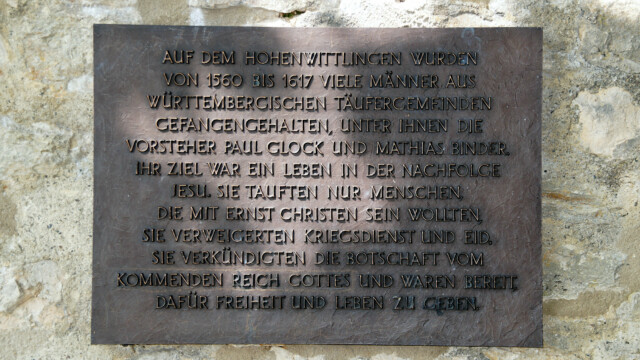 AUF DEM HOHENWITTLINGEN WURDEN
VON 1560 BIS 1617 VIELE MÄNNER AUS
WÜRTTEMBERGISCHEN TÄUFERGEMEINDEN
GEFANGENGEHALTEN, UNTER IHNEN DIE
VORSTEHER PAUL GLOCK UND MATHIAS BINDER.
IHR ZIEL WAR EIN LEBEN IN DER NACHFOLGE
JESU. SIE TAUFTEN NUR MENSCHEN,
DIE MIT ERNST CHRISTEN SEIN WOLLTEN.
SIE VERWEIGERTEN KRIEGSDIENST UND EID.
SIE VERKÜNDIGTEN DIE BOTSCHAFT VOM
KOMMENDEN REICH GOTTES UND WAREN BEREIT,
DAFÜR FREIHEIT UND LEBEN ZU GEBEN.